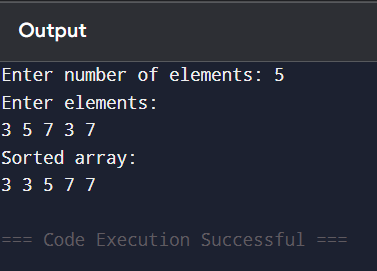 Output
Enter number of elements: 5
Enter elements:
3 5 7 3 7
Sorted array:
3 3 5 7 7
=== Code Execution Successful ===